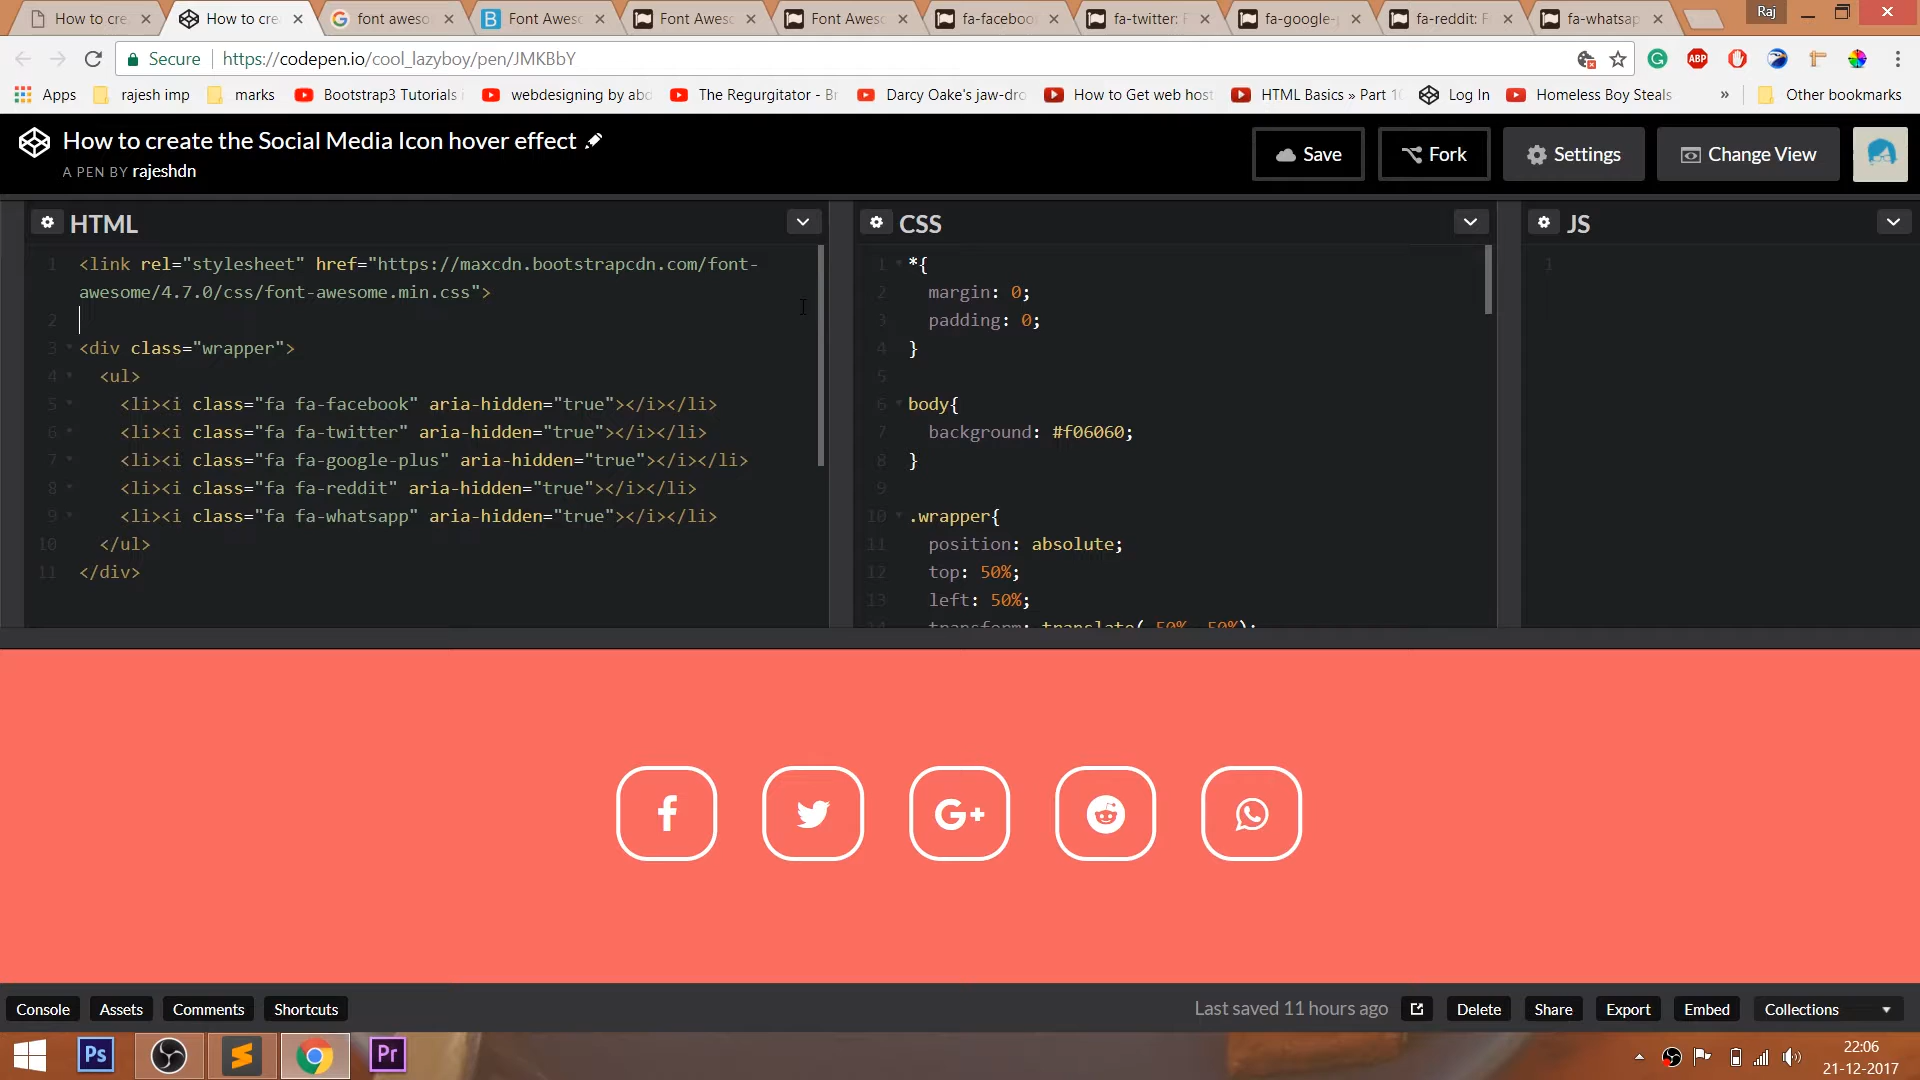 How to cre
How to cre
font aweso
Font Awes
Font Awes
Font Awes
fa-faceboo
fa-twitter: F
fa-google-
fa-reddit: F
fa-whatsap
Raj
Secure
https://codepen.io/cool_lazyboy/pen/JMKBbY
ABP
Apps
rajesh imp
marks
Bootstrap3 Tutorials i
webdesigning by abd
The Regurgitator - Br
Darcy Oake's jaw-dro
How to Get web host
HTML Basics » Part 10
Log In
Homeless Boy Steals
»
Other bookmarks
How to create the Social Media Icon hover effect
A PEN BY rajeshdn
Save
Fork
Settings
Change View
HTML
1 <link rel="stylesheet" href="https://maxcdn.bootstrapcdn.com/font-
awesome/4.7.0/css/font-awesome.min.css">
2
3 <div class="wrapper">
4 <ul>
5 <li><i class="fa fa-facebook" aria-hidden="true"></i></li>
6 <li><i class="fa fa-twitter" aria-hidden="true"></i></li>
7 <li><i class="fa fa-google-plus" aria-hidden="true"></i></li>
8 <li><i class="fa fa-reddit" aria-hidden="true"></i></li>
9 <li><i class="fa fa-whatsapp" aria-hidden="true"></i></li>
10 </ul>
11 </div>
CSS
1 *{
2 margin: 0;
3 padding: 0;
4 }
5
6 body{
7 background: #f06060;
8 }
9
10 .wrapper{
11 position: absolute;
12 top: 50%;
13 left: 50%;
14 transform: translate(-50%, -50%);
JS
1
Console
Assets
Comments
Shortcuts
Last saved 11 hours ago
Delete
Share
Export
Embed
Collections
Ps
Pr
22:06
21-12-2017